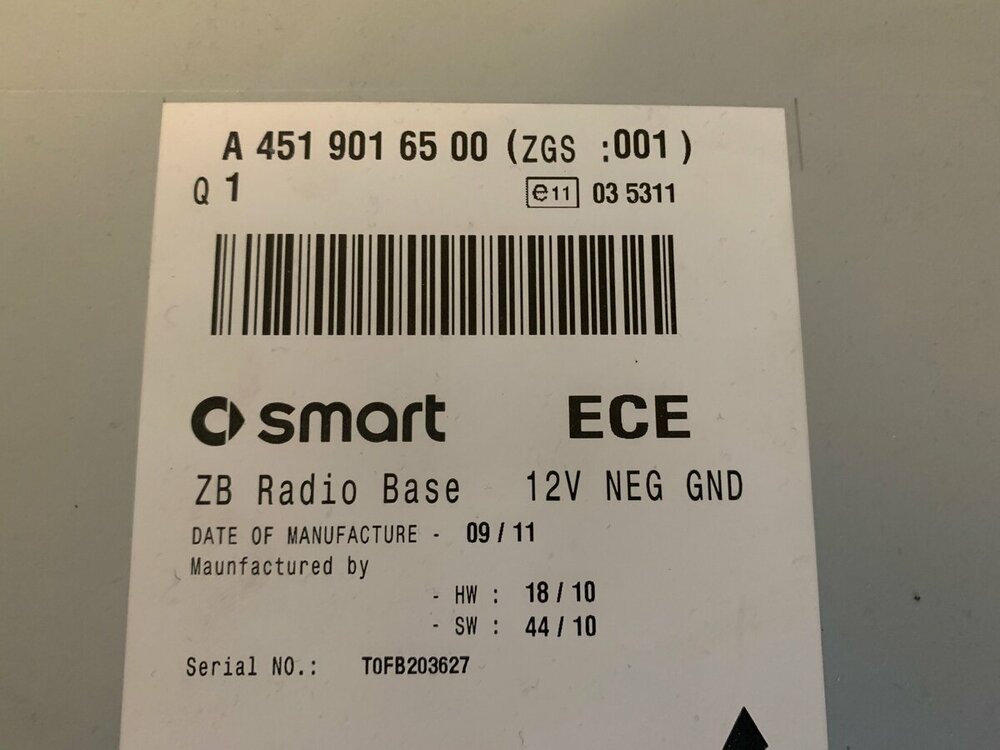 A 451 901 65 00 (ZGS :001 )
Q 1 e11 03 5311
smart ECE
ZB Radio Base 12V NEG GND
DATE OF MANUFACTURE - 09 / 11
Maunfactured by
- HW : 18 / 10
- SW : 44 / 10
Serial NO.: T0FB203627